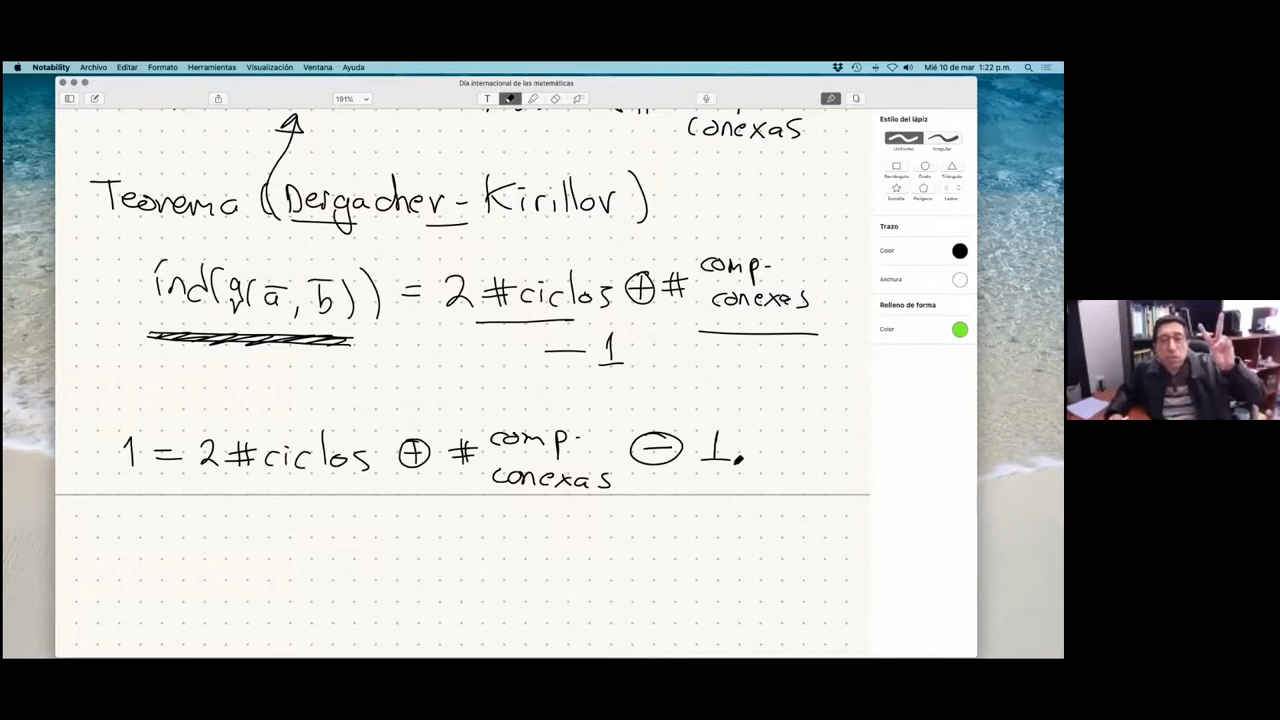 Notability Archivo Editar Formato Herramientas Visualización Ventana Ayuda Mié 10 de mar 1:22 p.m.
Día internacional de las matemáticas
191% T
Estilo del lápiz
Uniforme Irregular
Rectángulo Óvalo Triángulo
Estrella Polígono Lados
Trazo
Color
Anchura
Relleno de forma
Color
conexas
Teorema (Dergachev - Kirillov)
ind(g(a̅, b̅)) = 2 #ciclos ⊕ # comp. conexas
— 1
1 = 2 #ciclos ⊕ # comp. conexas ⊖ 1.